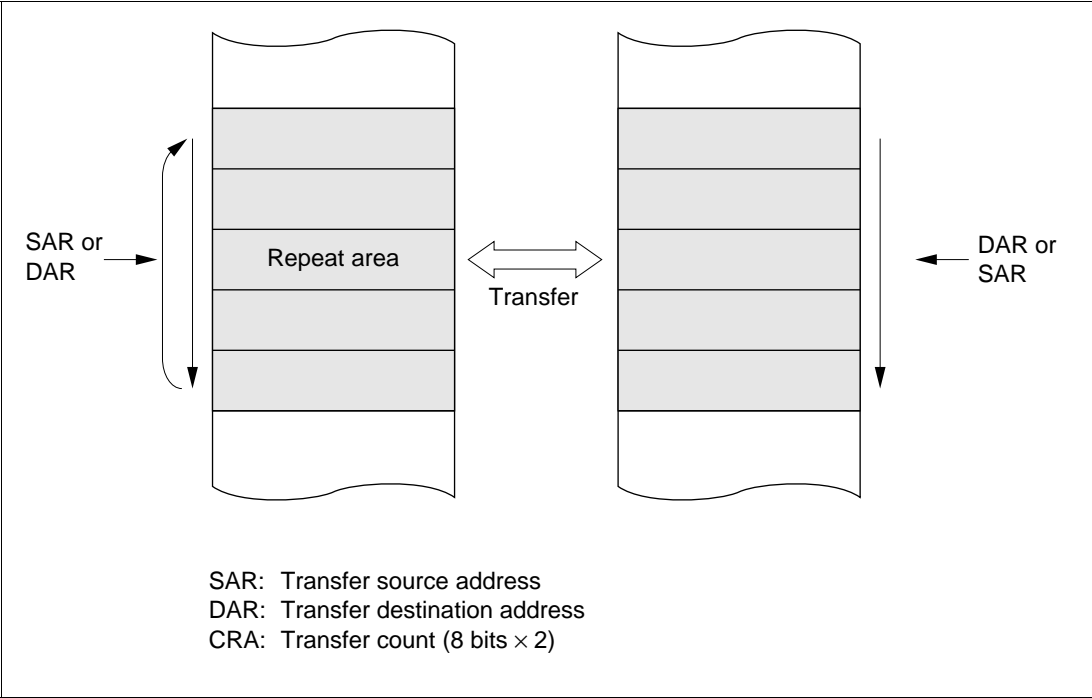 SAR or
DAR
Repeat area
Transfer
DAR or
SAR
SAR: Transfer source address
DAR: Transfer destination address
CRA: Transfer count (8 bits × 2)